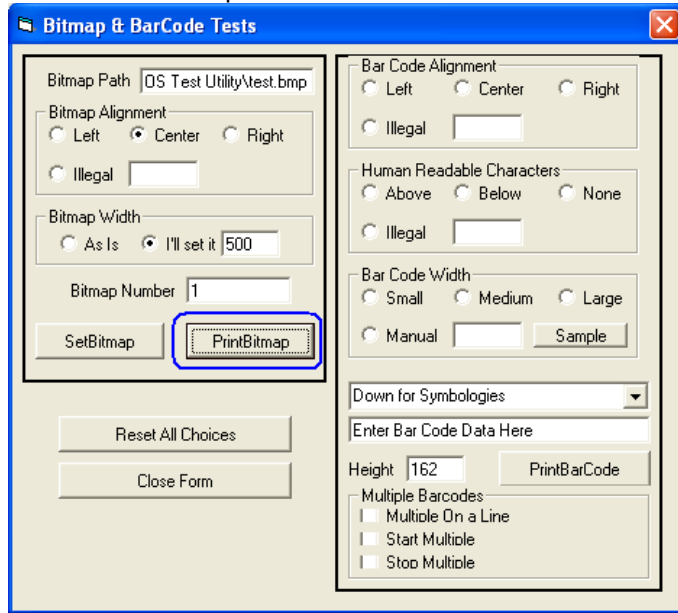 Bitmap & BarCode Tests
Bitmap Path OS Test Utility\test.bmp
Bitmap Alignment
Left Center Right
Illegal
Bitmap Width
As Is I'll set it 500
Bitmap Number 1
SetBitmap PrintBitmap
Reset All Choices
Close Form
Bar Code Alignment
Left Center Right
Illegal
Human Readable Characters
Above Below None
Illegal
Bar Code Width
Small Medium Large
Manual Sample
Down for Symbologies
Enter Bar Code Data Here
Height 162 PrintBarCode
Multiple Barcodes
Multiple On a Line
Start Multiple
Stop Multiple